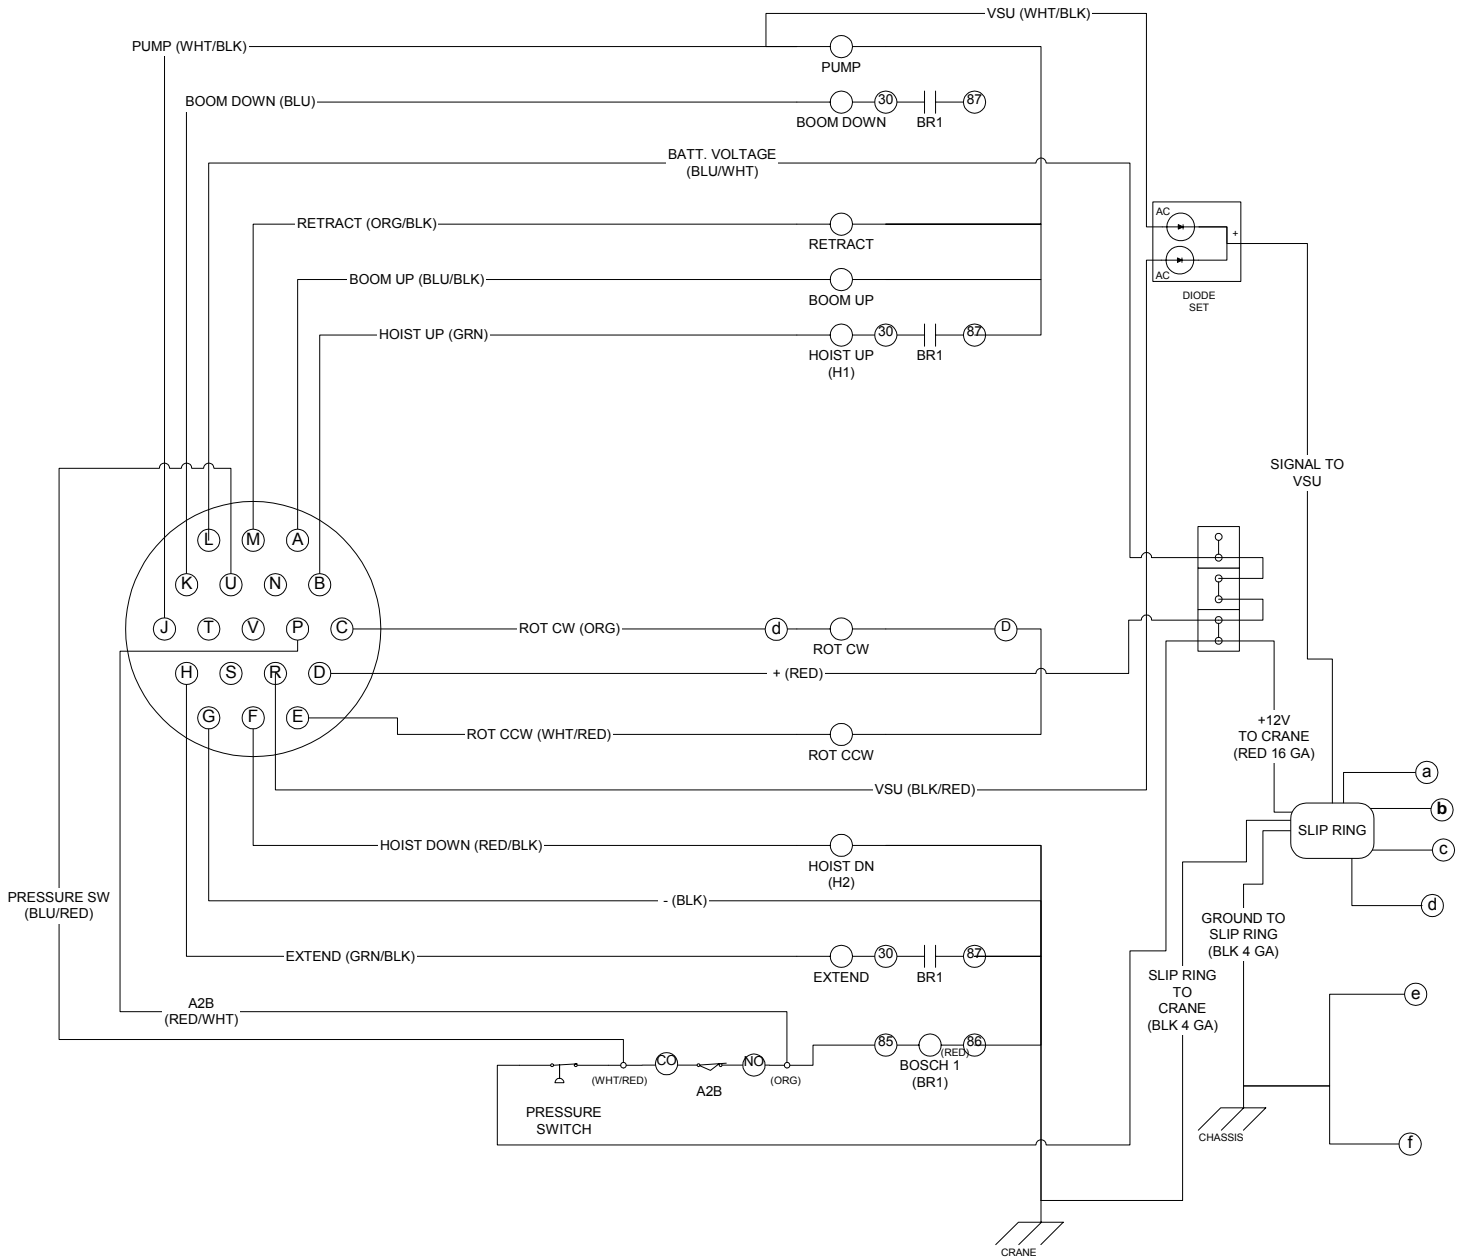 VSU (WHT/BLK)
PUMP (WHT/BLK)
PUMP
BOOM DOWN (BLU)
30
87
BOOM DOWN
BR1
BATT. VOLTAGE
(BLU/WHT)
RETRACT (ORG/BLK)
RETRACT
AC
+
AC
DIODE
SET
BOOM UP (BLU/BLK)
BOOM UP
HOIST UP (GRN)
30
87
HOIST UP
(H1)
BR1
SIGNAL TO
VSU
L
M
A
K
U
N
B
J
T
V
P
C
H
S
R
D
G
F
E
ROT CW (ORG)
d
D
ROT CW
+ (RED)
ROT CCW (WHT/RED)
ROT CCW
+12V
TO CRANE
(RED 16 GA)
VSU (BLK/RED)
a
b
c
d
SLIP RING
HOIST DOWN (RED/BLK)
HOIST DN
(H2)
PRESSURE SW
(BLU/RED)
- (BLK)
GROUND TO
SLIP RING
(BLK 4 GA)
EXTEND (GRN/BLK)
30
87
EXTEND
BR1
SLIP RING
TO
CRANE
(BLK 4 GA)
e
f
A2B
(RED/WHT)
85
86
(RED)
BOSCH 1
(BR1)
CO
NO
(WHT/RED)
(ORG)
A2B
PRESSURE
SWITCH
CHASSIS
CRANE